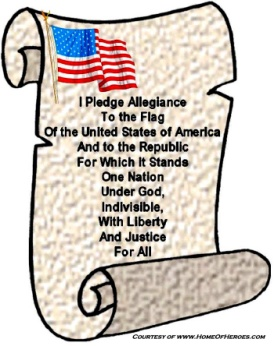 I Pledge Allegiance
To the Flag
Of the United States of America
And to the Republic
For Which It Stands
One Nation
Under God,
Indivisible,
With Liberty
And Justice
For All
Courtesy of www.HomeOfHeroes.com